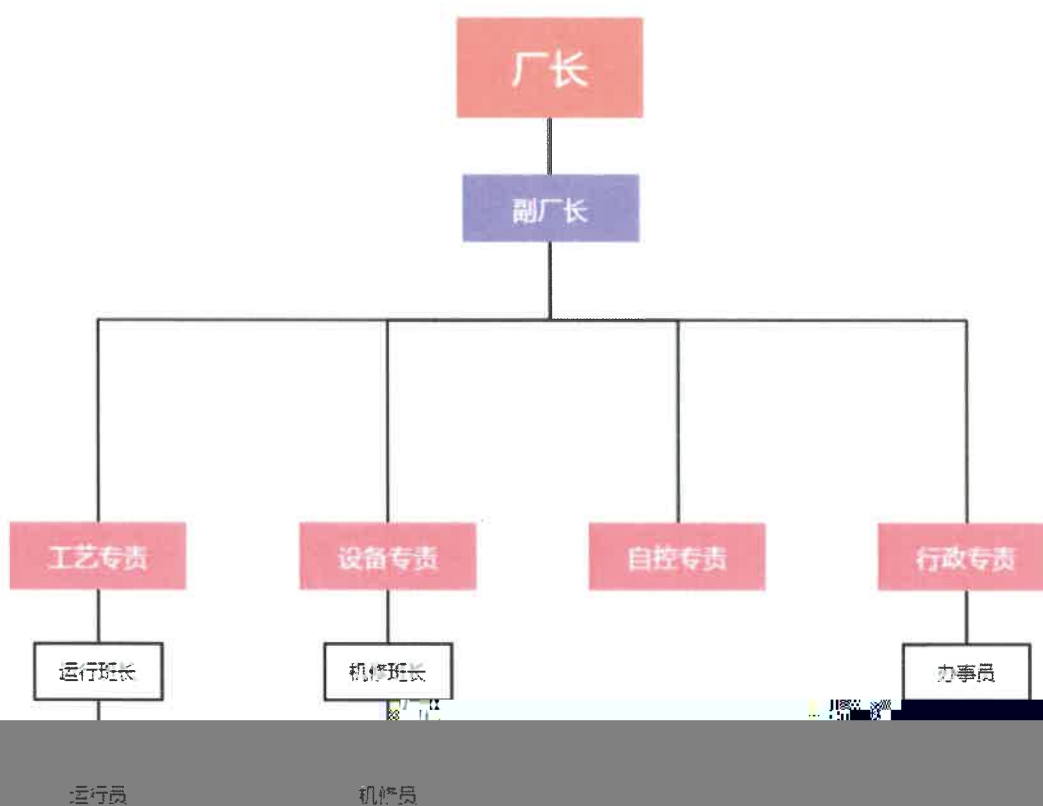 厂长
副厂长
工艺专责
设备专责
自控专责
行政专责
运行班长
机修班长
办事员
运行员
机修员